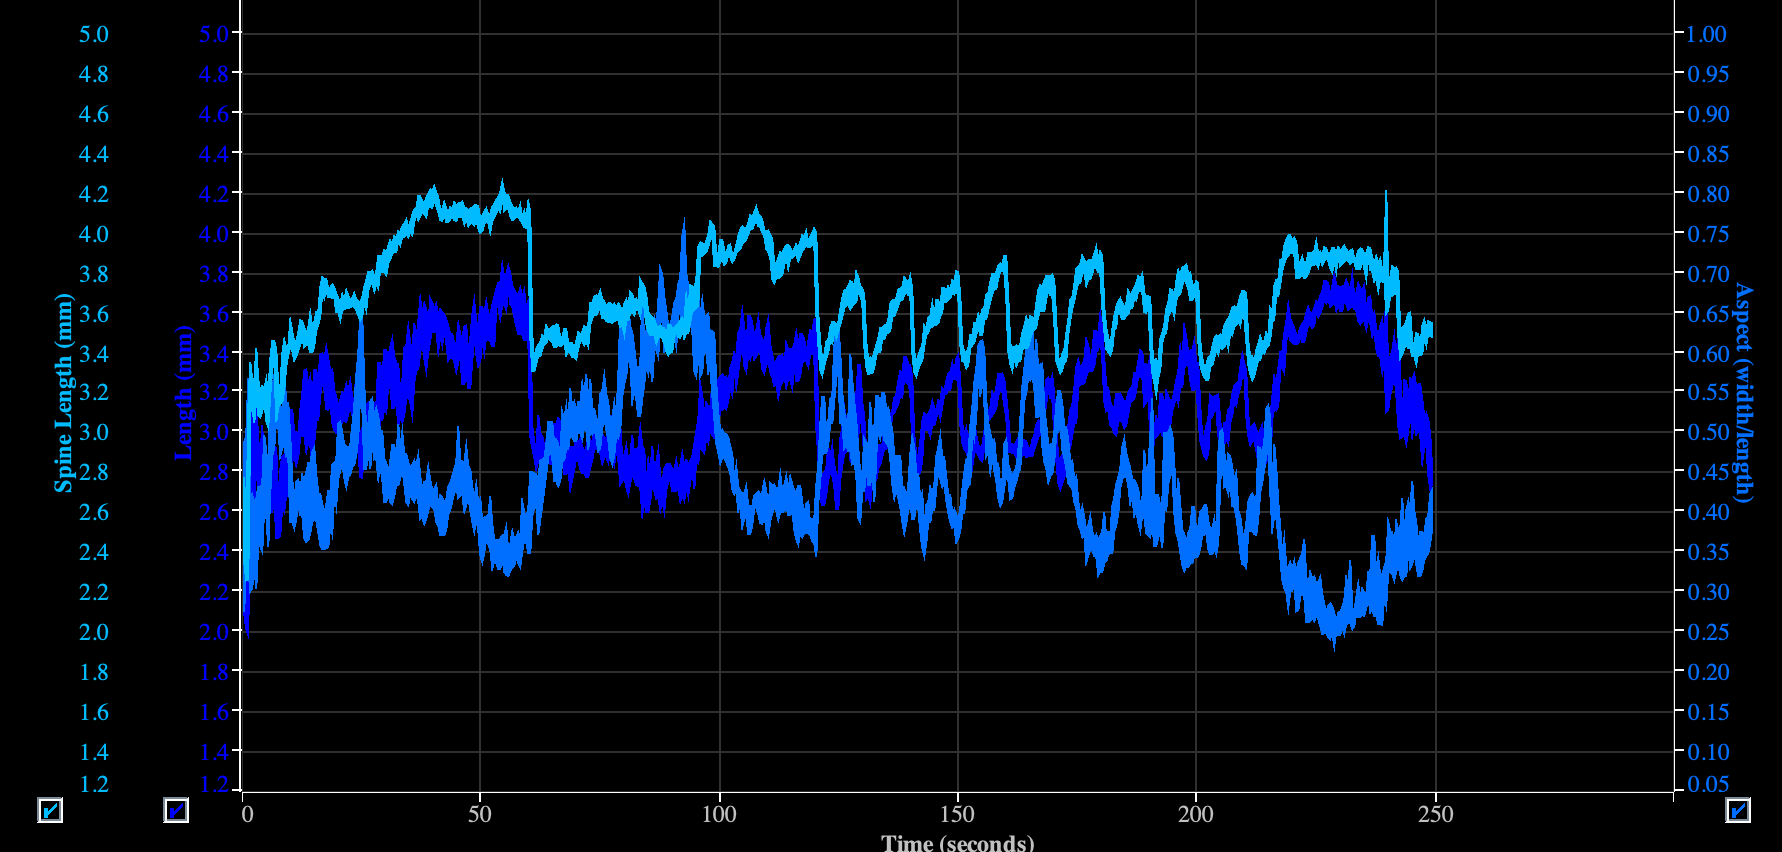 5.0 5.0 1.00
4.8 4.8 0.95
4.6 4.6 0.90
4.4 4.4 0.85
4.2 4.2 0.80
4.0 4.0 0.75
3.8 3.8 0.70
3.6 3.6 0.65
3.4 3.4 0.60
3.2 3.2 0.55
3.0 3.0 0.50
2.8 2.8 0.45
2.6 2.6 0.40
2.4 2.4 0.35
2.2 2.2 0.30
2.0 2.0 0.25
1.8 1.8 0.20
1.6 1.6 0.15
1.4 1.4 0.10
1.2 1.2 0.05
Spine Length (mm)
Length (mm)
Aspect (width/length)
0 50 100 150 200 250
Time (seconds)